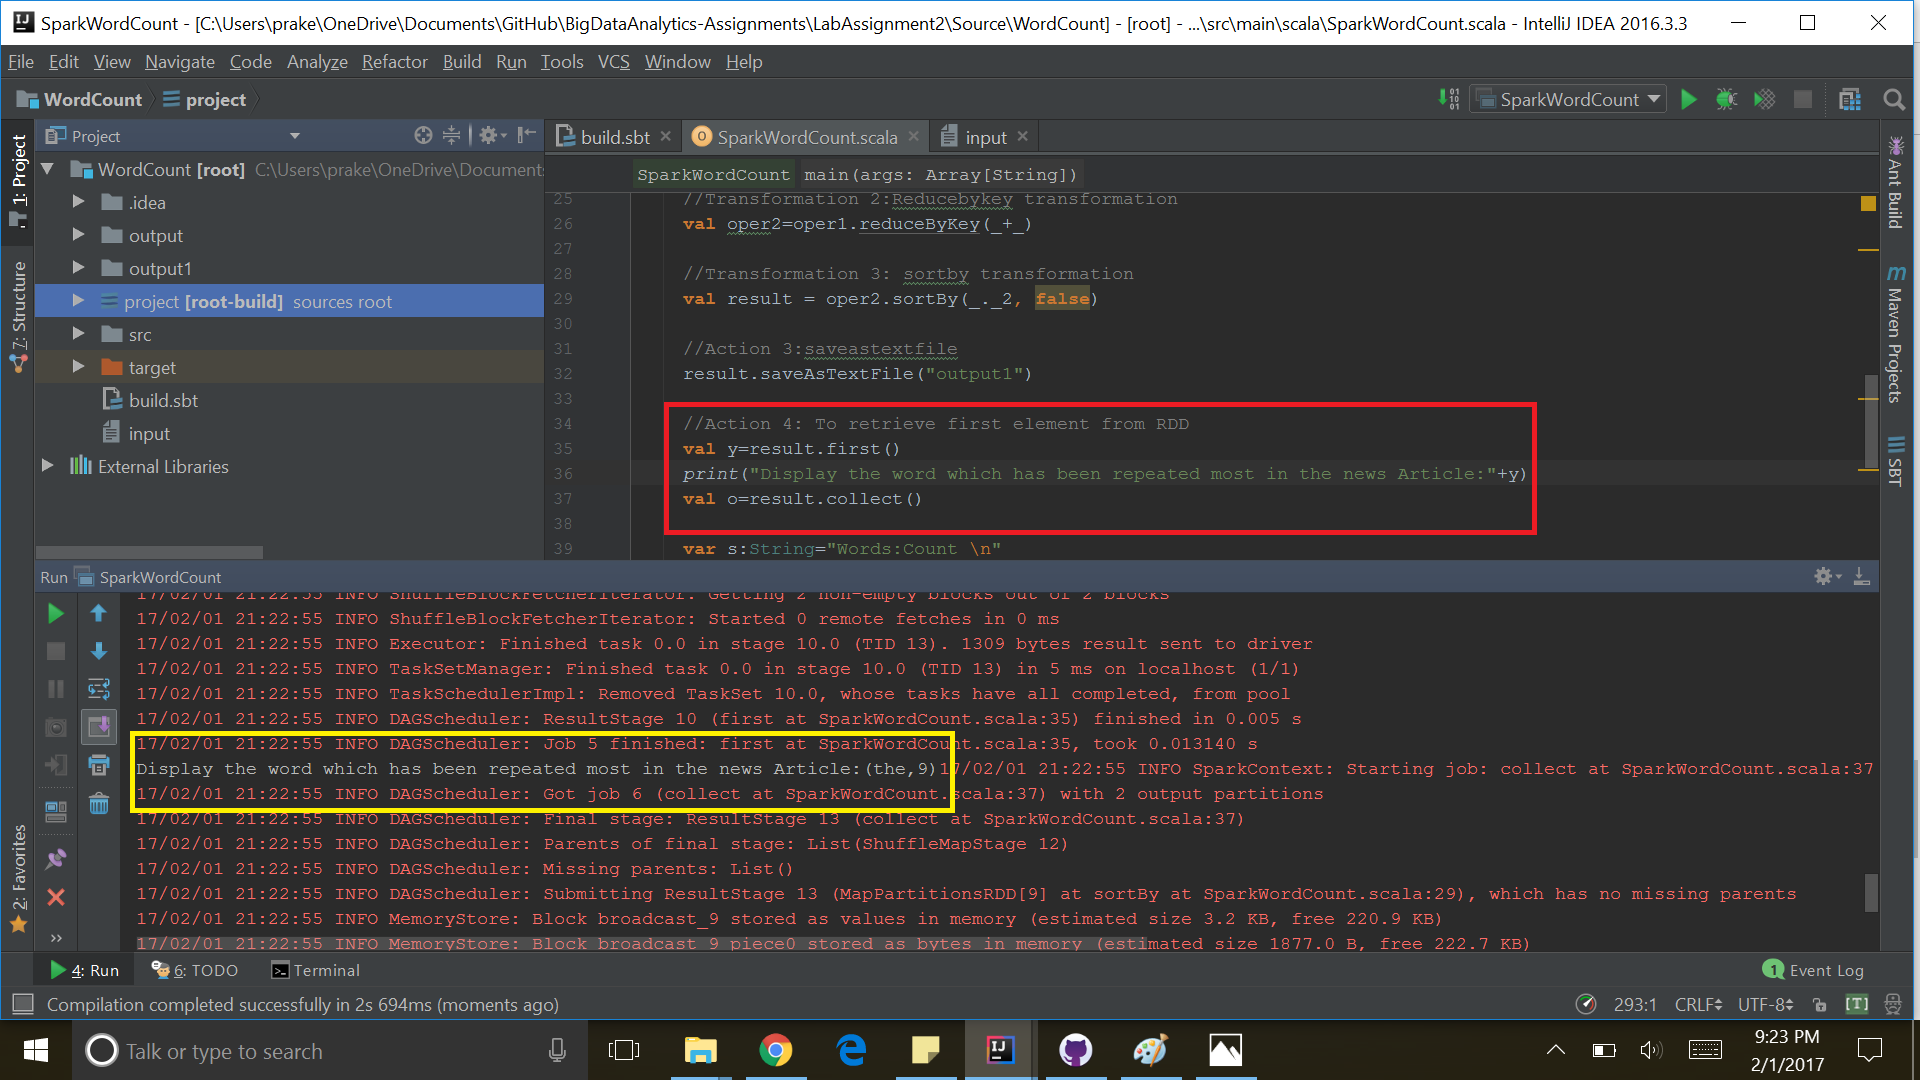 SparkWordCount - [C:\Users\prake\OneDrive\Documents\GitHub\BigDataAnalytics-Assignments\LabAssignment2\Source\WordCount] - [root] - ...\src\main\scala\SparkWordCount.scala - IntelliJ IDEA 2016.3.3
File Edit View Navigate Code Analyze Refactor Build Run Tools VCS Window Help
WordCount project SparkWordCount
Project build.sbt SparkWordCount.scala input
1: Project
7: Structure
2: Favorites
WordCount [root] C:\Users\prake\OneDrive\Document
.idea
output
output1
project [root-build] sources root
src
target
build.sbt
input
External Libraries
SparkWordCount main(args: Array[String])
25 //Transformation 2:Reducebykey transformation
26 val oper2=oper1.reduceByKey(_+_)
27
28 //Transformation 3: sortby transformation
29 val result = oper2.sortBy(_._2, false)
30
31 //Action 3:saveastextfile
32 result.saveAsTextFile("output1")
33
34 //Action 4: To retrieve first element from RDD
35 val y=result.first()
36 print("Display the word which has been repeated most in the news Article:"+y)
37 val o=result.collect()
38
39 var s:String="Words:Count \n"
Ant Build
m Maven Projects
SBT
Run SparkWordCount
17/02/01 21:22:55 INFO ShuffleBlockFetcherIterator: Getting 2 non-empty blocks out of 2 blocks
17/02/01 21:22:55 INFO ShuffleBlockFetcherIterator: Started 0 remote fetches in 0 ms
17/02/01 21:22:55 INFO Executor: Finished task 0.0 in stage 10.0 (TID 13). 1309 bytes result sent to driver
17/02/01 21:22:55 INFO TaskSetManager: Finished task 0.0 in stage 10.0 (TID 13) in 5 ms on localhost (1/1)
17/02/01 21:22:55 INFO TaskSchedulerImpl: Removed TaskSet 10.0, whose tasks have all completed, from pool
17/02/01 21:22:55 INFO DAGScheduler: ResultStage 10 (first at SparkWordCount.scala:35) finished in 0.005 s
17/02/01 21:22:55 INFO DAGScheduler: Job 5 finished: first at SparkWordCount.scala:35, took 0.013140 s
Display the word which has been repeated most in the news Article:(the,9)17/02/01 21:22:55 INFO SparkContext: Starting job: collect at SparkWordCount.scala:37
17/02/01 21:22:55 INFO DAGScheduler: Got job 6 (collect at SparkWordCount.scala:37) with 2 output partitions
17/02/01 21:22:55 INFO DAGScheduler: Final stage: ResultStage 13 (collect at SparkWordCount.scala:37)
17/02/01 21:22:55 INFO DAGScheduler: Parents of final stage: List(ShuffleMapStage 12)
17/02/01 21:22:55 INFO DAGScheduler: Missing parents: List()
17/02/01 21:22:55 INFO DAGScheduler: Submitting ResultStage 13 (MapPartitionsRDD[9] at sortBy at SparkWordCount.scala:29), which has no missing parents
17/02/01 21:22:55 INFO MemoryStore: Block broadcast_9 stored as values in memory (estimated size 3.2 KB, free 220.9 KB)
17/02/01 21:22:55 INFO MemoryStore: Block broadcast_9_piece0 stored as bytes in memory (estimated size 1877.0 B, free 222.7 KB)
4: Run 6: TODO Terminal 1 Event Log
Compilation completed successfully in 2s 694ms (moments ago) 293:1 CRLF UTF-8 [T]
Talk or type to search
9:23 PM
2/1/2017